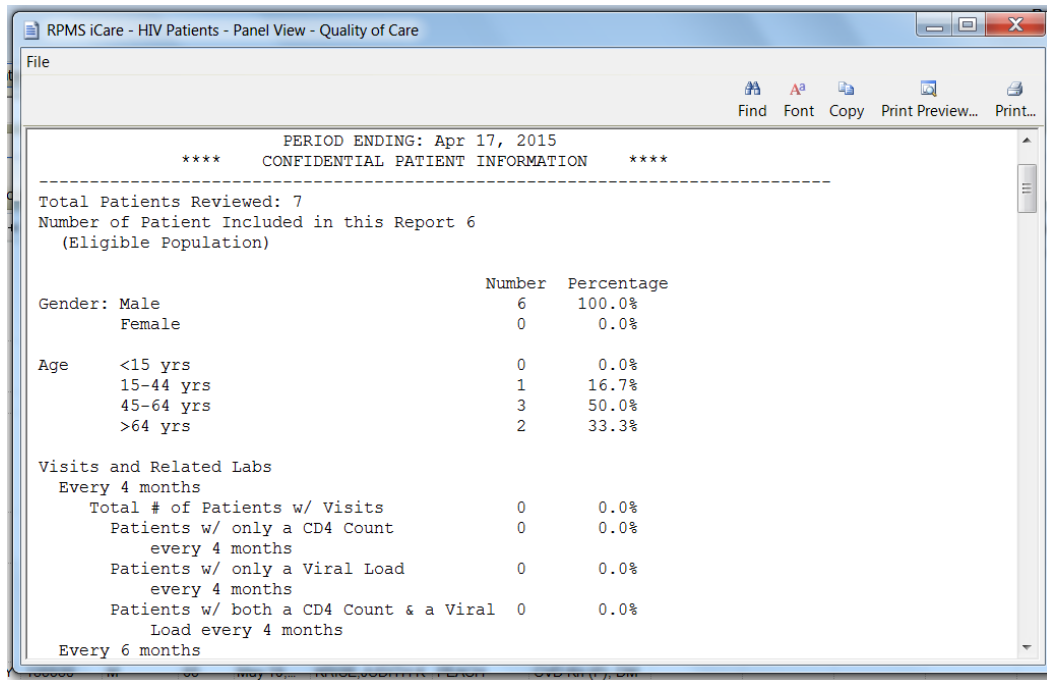 RPMS iCare - HIV Patients - Panel View - Quality of Care
File
Find Font Copy Print Preview... Print...
PERIOD ENDING: Apr 17, 2015
**** CONFIDENTIAL PATIENT INFORMATION ****
--------------------------------------------------------------------------------
Total Patients Reviewed: 7
Number of Patient Included in this Report 6
(Eligible Population)
Number Percentage
Gender: Male 6 100.0%
Female 0 0.0%
Age <15 yrs 0 0.0%
15-44 yrs 1 16.7%
45-64 yrs 3 50.0%
>64 yrs 2 33.3%
Visits and Related Labs
Every 4 months
Total # of Patients w/ Visits 0 0.0%
Patients w/ only a CD4 Count 0 0.0%
every 4 months
Patients w/ only a Viral Load 0 0.0%
every 4 months
Patients w/ both a CD4 Count & a Viral 0 0.0%
Load every 4 months
Every 6 months